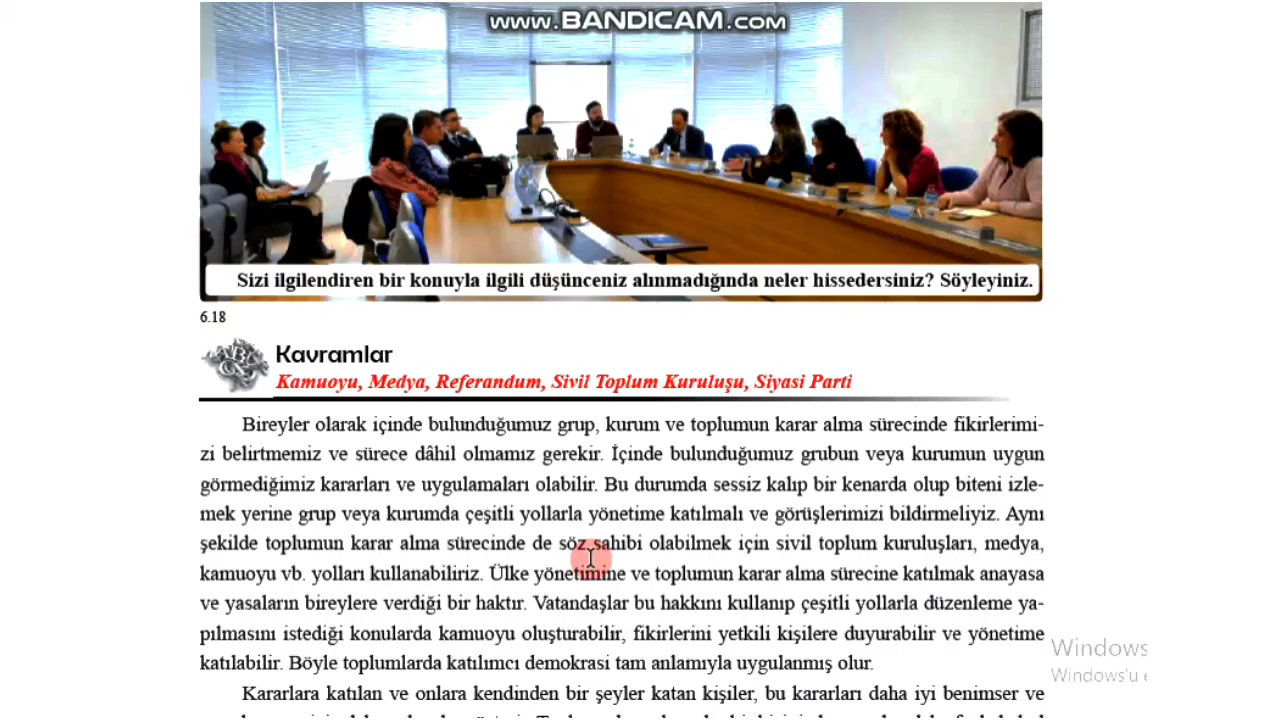 www.BANDICAM.com
Sizi ilgilendiren bir konuyla ilgili düşünceniz alınmadığında neler hissedersiniz? Söyleyiniz.
6.18
Kavramlar
Kamuoyu, Medya, Referandum, Sivil Toplum Kuruluşu, Siyasi Parti
Bireyler olarak içinde bulunduğumuz grup, kurum ve toplumun karar alma sürecinde fikirlerimi-
zi belirtmemiz ve sürece dâhil olmamız gerekir. İçinde bulunduğumuz grubun veya kurumun uygun
görmediğimiz kararları ve uygulamaları olabilir. Bu durumda sessiz kalıp bir kenarda olup biteni izle-
mek yerine grup veya kurumda çeşitli yollarla yönetime katılmalı ve görüşlerimizi bildirmeliyiz. Aynı
şekilde toplumun karar alma sürecinde de söz sahibi olabilmek için sivil toplum kuruluşları, medya,
kamuoyu vb. yolları kullanabiliriz. Ülke yönetimine ve toplumun karar alma sürecine katılmak anayasa
ve yasaların bireylere verdiği bir haktır. Vatandaşlar bu hakkını kullanıp çeşitli yollarla düzenleme ya-
pılmasını istediği konularda kamuoyu oluşturabilir, fikirlerini yetkili kişilere duyurabilir ve yönetime
katılabilir. Böyle toplumlarda katılımcı demokrasi tam anlamıyla uygulanmış olur.
Windows
Windows'u e
Kararlara katılan ve onlara kendinden bir şeyler katan kişiler, bu kararları daha iyi benimser ve